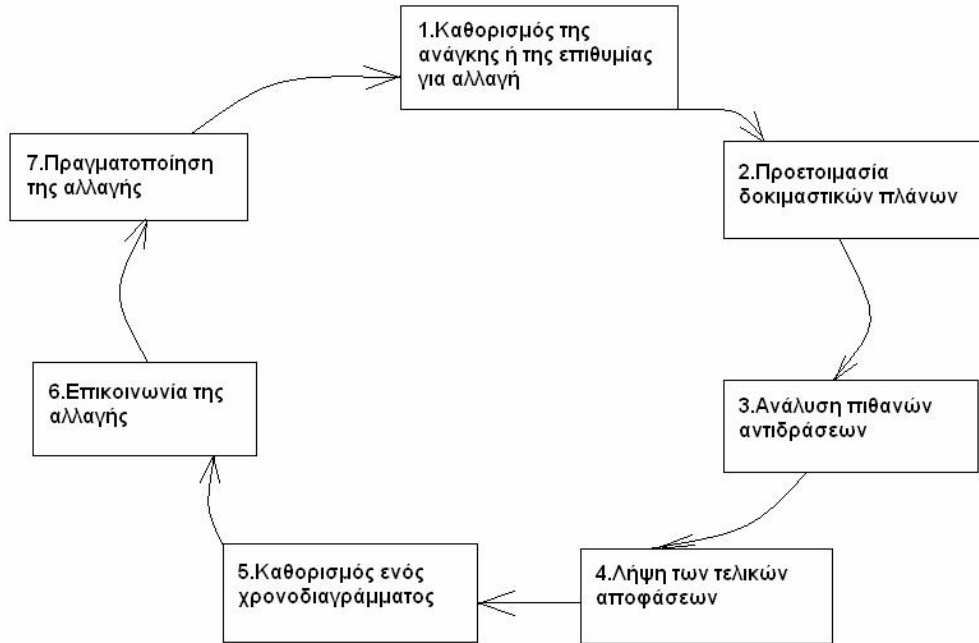 1.Καθορισμός της
ανάγκης ή της επιθυμίας
για αλλαγή
2.Προετοιμασία
δοκιμαστικών πλάνων
3.Ανάλυση πιθανών
αντιδράσεων
4.Λήψη των τελικών
αποφάσεων
5.Καθορισμός ενός
χρονοδιαγράμματος
6.Επικοινωνία της
αλλαγής
7.Πραγματοποίηση
της αλλαγής